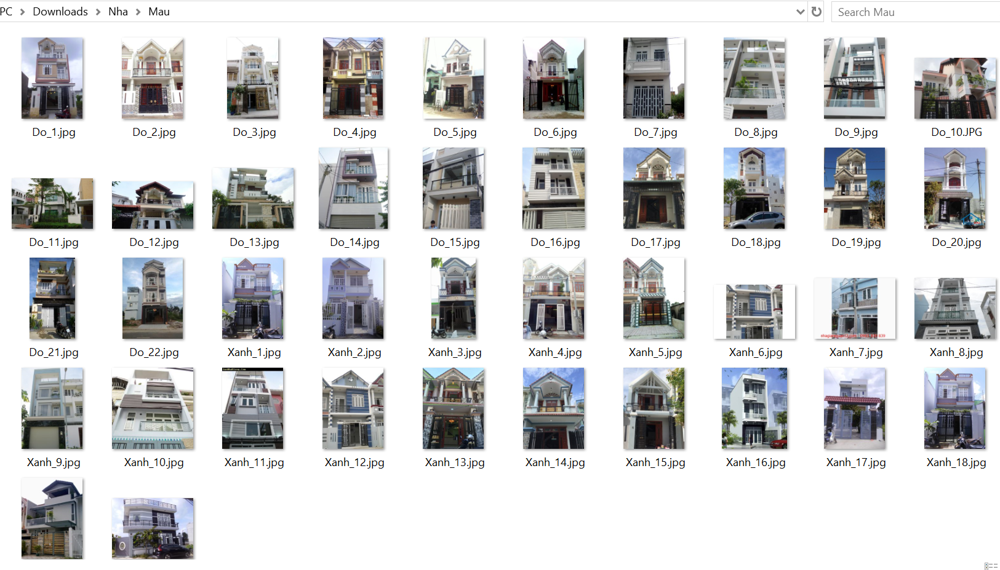 PC > Downloads > Nha > Mau
Search Mau
Do_1.jpg
Do_2.jpg
Do_3.jpg
Do_4.jpg
Do_5.jpg
Do_6.jpg
Do_7.jpg
Do_8.jpg
Do_9.jpg
Do_10.JPG
Do_11.jpg
Do_12.jpg
Do_13.jpg
Do_14.jpg
Do_15.jpg
Do_16.jpg
Do_17.jpg
Do_18.jpg
Do_19.jpg
Do_20.jpg
Do_21.jpg
Do_22.jpg
Xanh_1.jpg
Xanh_2.jpg
Xanh_3.jpg
Xanh_4.jpg
Xanh_5.jpg
Xanh_6.jpg
Xanh_7.jpg
Xanh_8.jpg
Xanh_9.jpg
Xanh_10.jpg
Xanh_11.jpg
Xanh_12.jpg
Xanh_13.jpg
Xanh_14.jpg
Xanh_15.jpg
Xanh_16.jpg
Xanh_17.jpg
Xanh_18.jpg